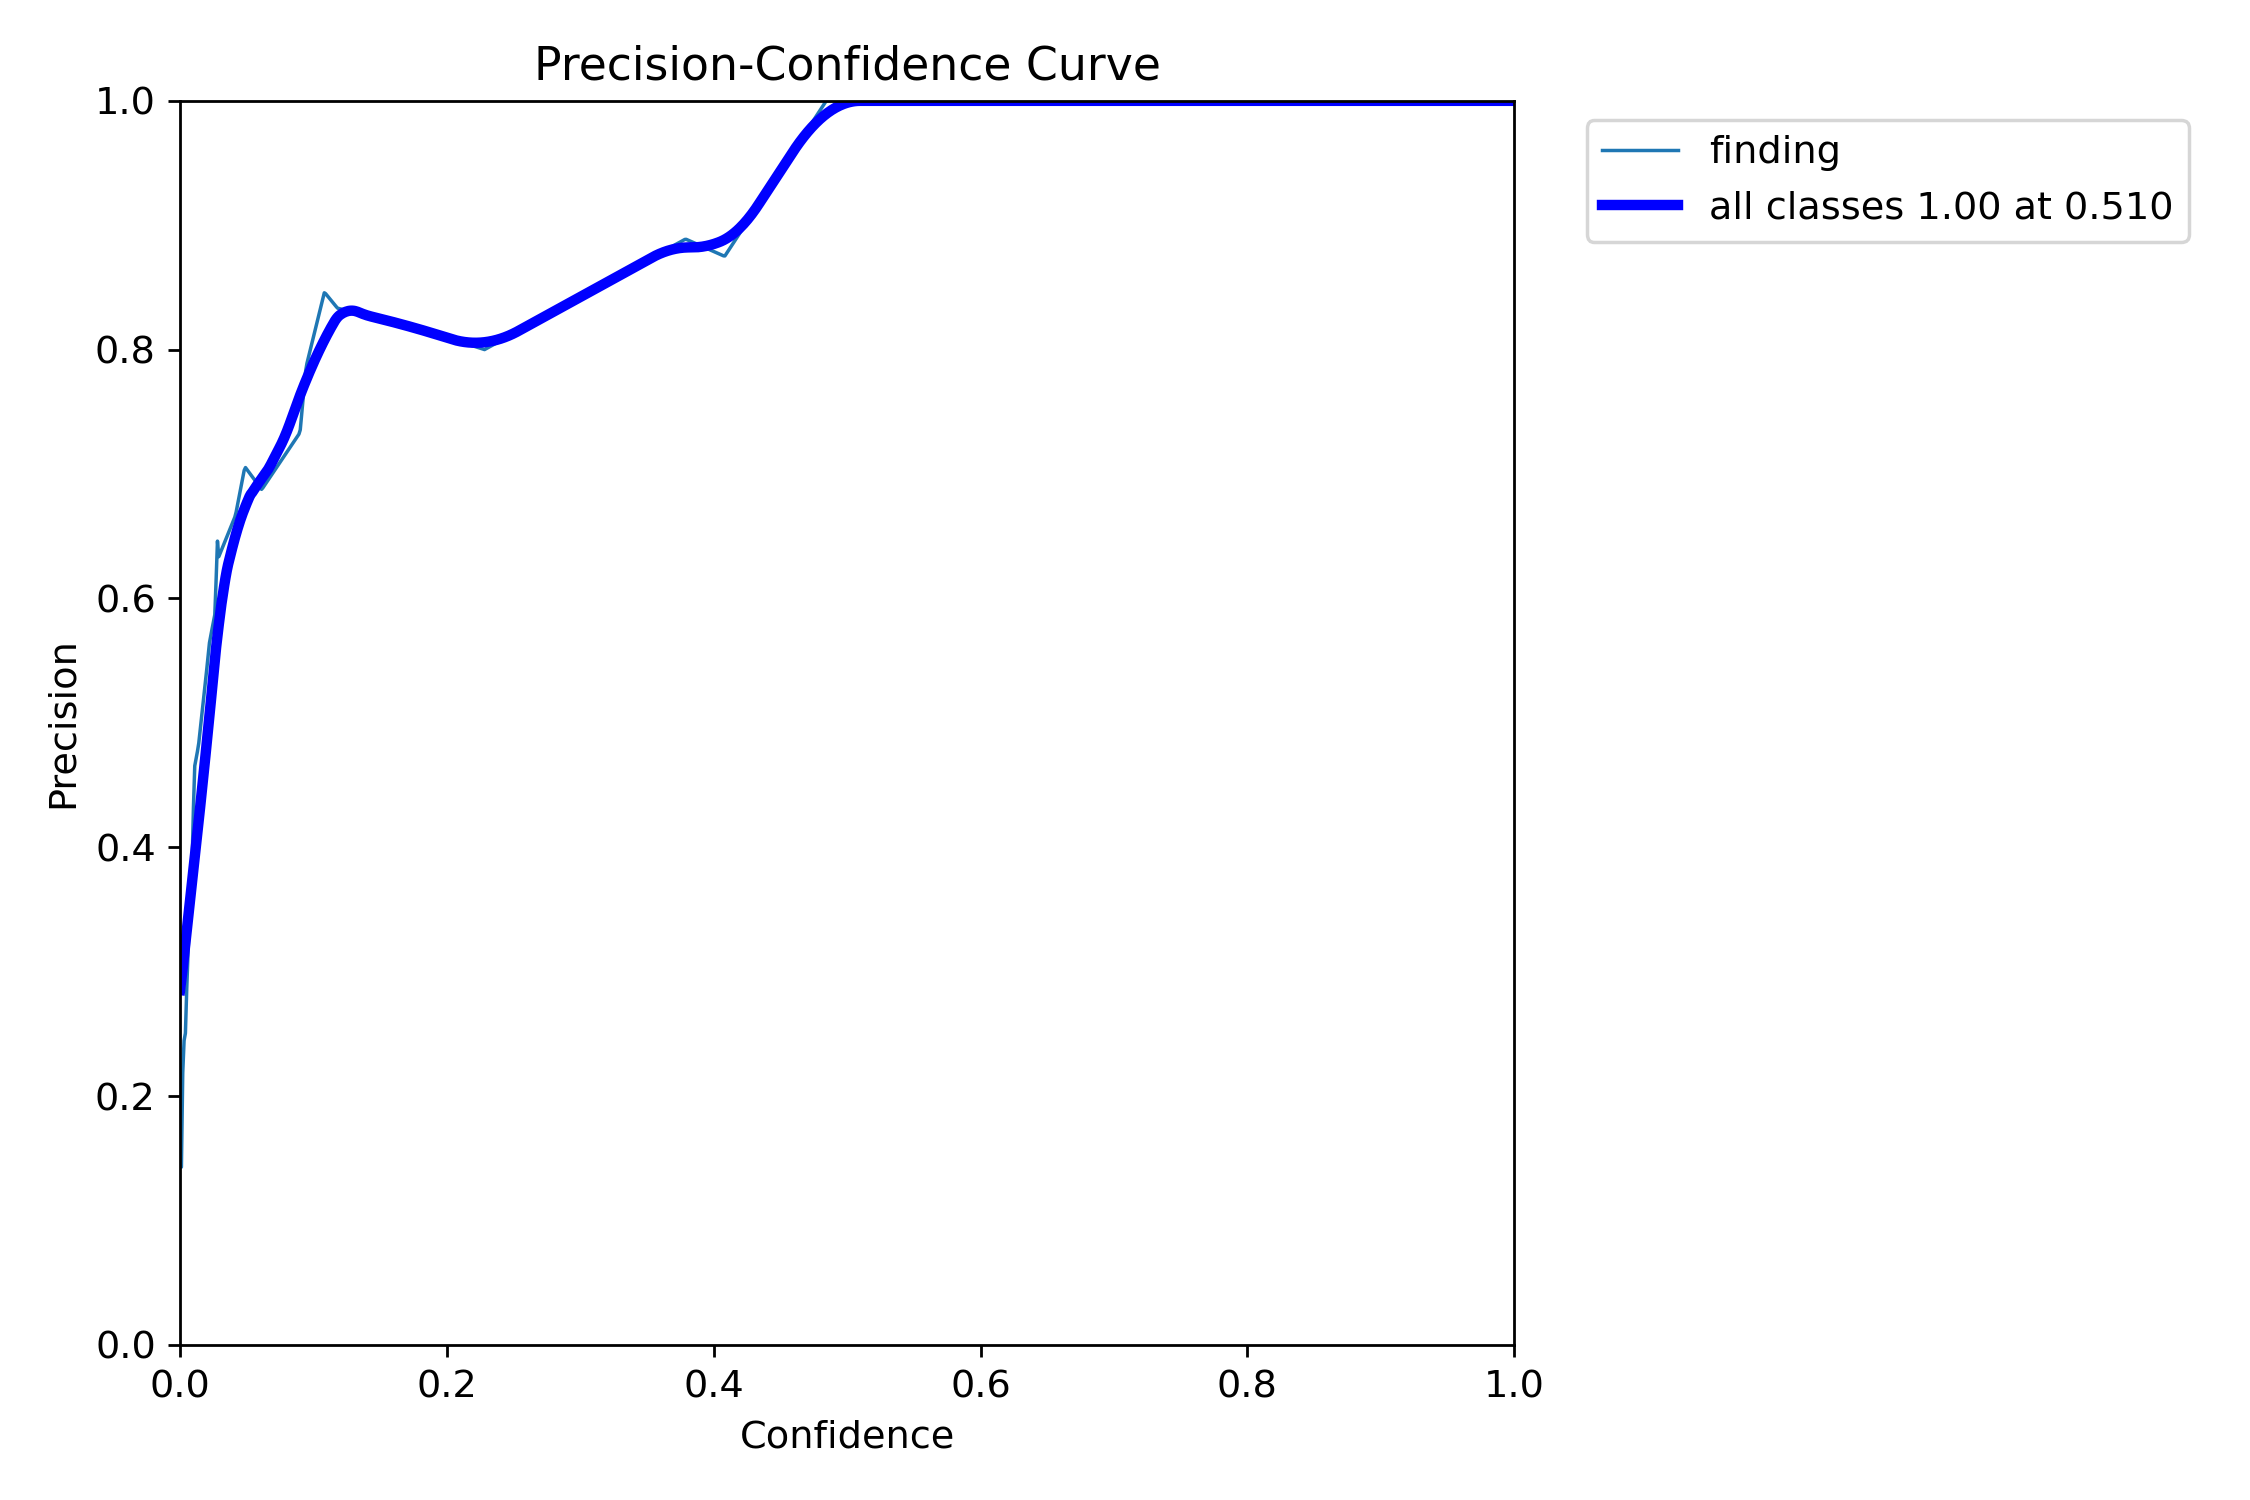 Precision-Confidence Curve
1.0
0.8
0.6
0.4
0.2
0.0
Precision
0.0 0.2 0.4 0.6 0.8 1.0
Confidence
finding
all classes 1.00 at 0.510